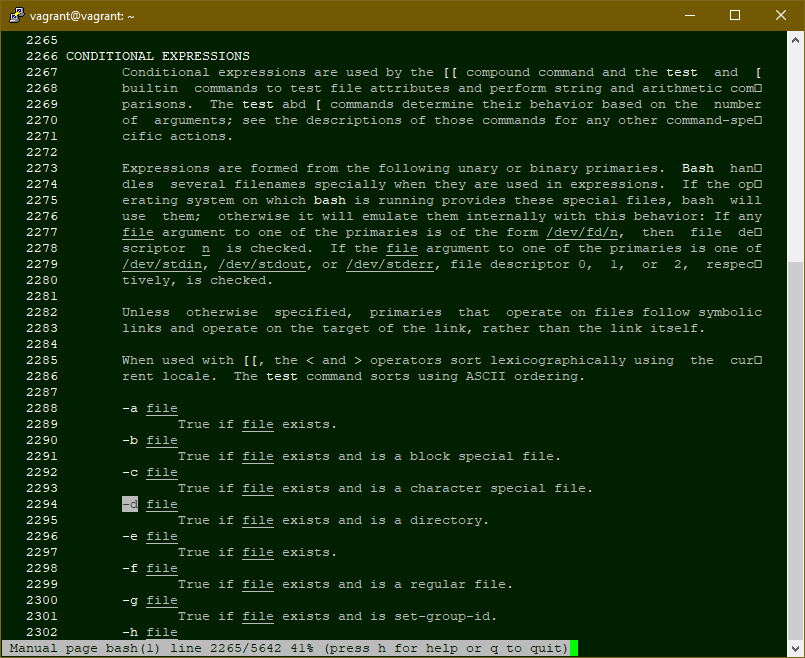 vagrant@vagrant: ~
2265
2266 CONDITIONAL EXPRESSIONS
2267 Conditional expressions are used by the [[ compound command and the test and [
2268 builtin commands to test file attributes and perform string and arithmetic com□
2269 parisons. The test abd [ commands determine their behavior based on the number
2270 of arguments; see the descriptions of those commands for any other command-spe□
2271 cific actions.
2272
2273 Expressions are formed from the following unary or binary primaries. Bash han□
2274 dles several filenames specially when they are used in expressions. If the op□
2275 erating system on which bash is running provides these special files, bash will
2276 use them; otherwise it will emulate them internally with this behavior: If any
2277 file argument to one of the primaries is of the form /dev/fd/n, then file de□
2278 scriptor n is checked. If the file argument to one of the primaries is one of
2279 /dev/stdin, /dev/stdout, or /dev/stderr, file descriptor 0, 1, or 2, respec□
2280 tively, is checked.
2281
2282 Unless otherwise specified, primaries that operate on files follow symbolic
2283 links and operate on the target of the link, rather than the link itself.
2284
2285 When used with [[, the < and > operators sort lexicographically using the cur□
2286 rent locale. The test command sorts using ASCII ordering.
2287
2288 -a file
2289 True if file exists.
2290 -b file
2291 True if file exists and is a block special file.
2292 -c file
2293 True if file exists and is a character special file.
2294 -d file
2295 True if file exists and is a directory.
2296 -e file
2297 True if file exists.
2298 -f file
2299 True if file exists and is a regular file.
2300 -g file
2301 True if file exists and is set-group-id.
2302 -h file
Manual page bash(1) line 2265/5642 41% (press h for help or q to quit)